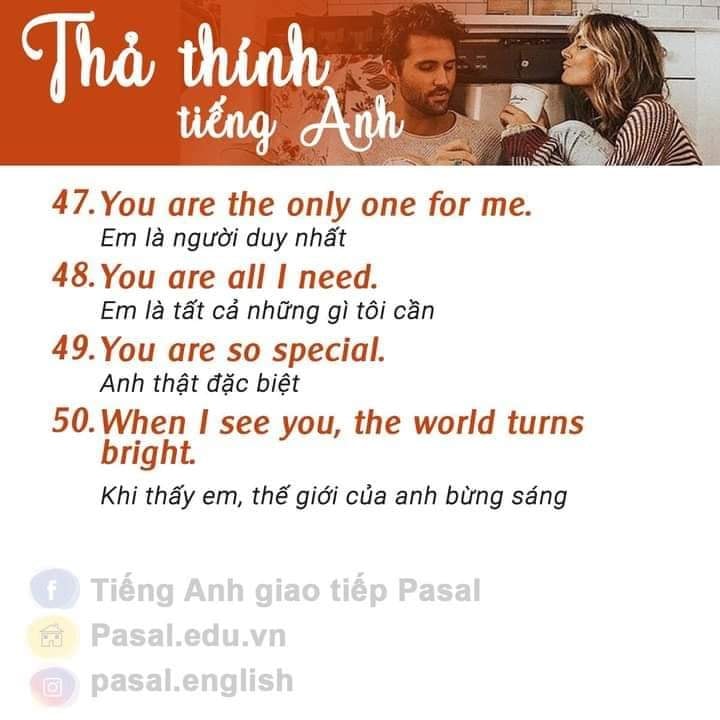 Thả thính
tiếng Anh
47. You are the only one for me.
Em là người duy nhất
48. You are all I need.
Em là tất cả những gì tôi cần
49. You are so special.
Anh thật đặc biệt
50. When I see you, the world turns
bright.
Khi thấy em, thế giới của anh bừng sáng
Tiếng Anh giao tiếp Pasal
Pasal.edu.vn
pasal.english